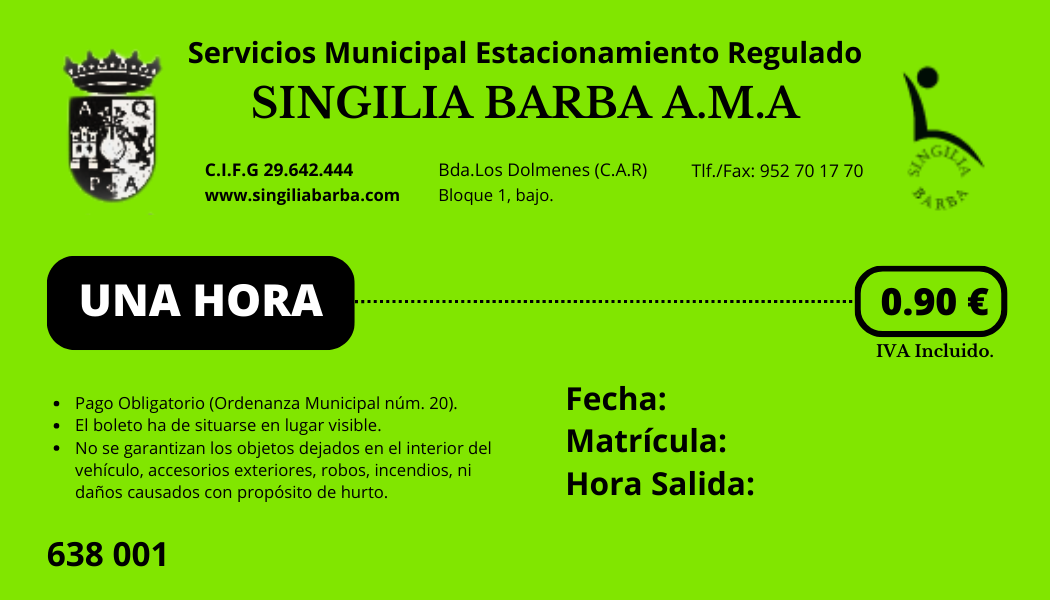 Servicios Municipal Estacionamiento Regulado
SINGILIA BARBA A.M.A
A Q
P A
SINGILIA
BARBA
C.I.F.G 29.642.444
www.singiliabarba.com
Bda.Los Dolmenes (C.A.R)
Bloque 1, bajo.
Tlf./Fax: 952 70 17 70
UNA HORA
0.90 €
IVA Incluido.
• Pago Obligatorio (Ordenanza Municipal núm. 20).
• El boleto ha de situarse en lugar visible.
• No se garantizan los objetos dejados en el interior del
vehículo, accesorios exteriores, robos, incendios, ni
daños causados con propósito de hurto.
Fecha:
Matrícula:
Hora Salida:
638 001